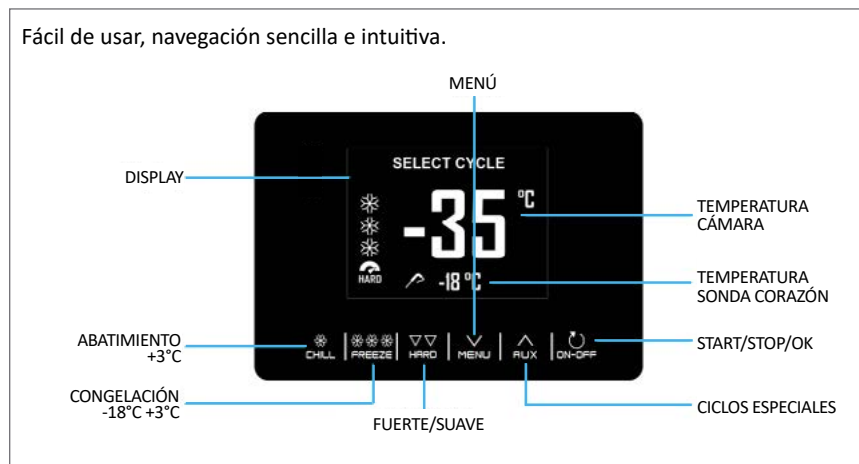 Fácil de usar, navegación sencilla e intuitiva.
MENÚ
DISPLAY
SELECT CYCLE
-35 °C
HARD
-18 °C
TEMPERATURA
CÁMARA
TEMPERATURA
SONDA CORAZÓN
ABATIMIENTO
+3°C
CHILL
FREEZE
HARD
MENU
AUX
ON-OFF
START/STOP/OK
CONGELACIÓN
-18°C +3°C
FUERTE/SUAVE
CICLOS ESPECIALES